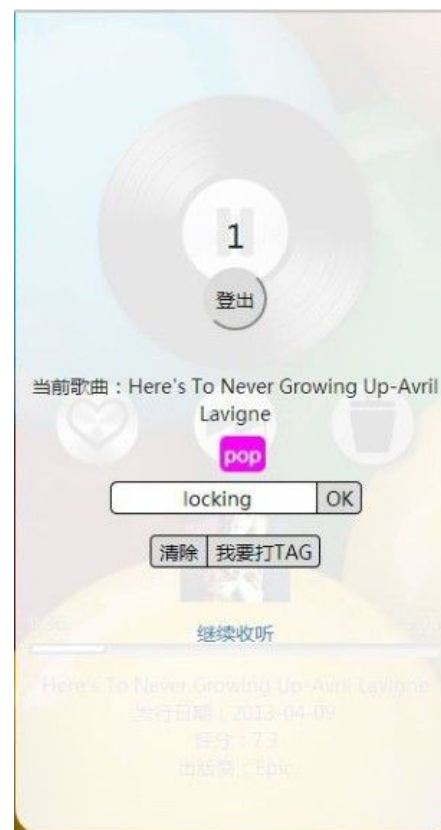 1
登出
当前歌曲：Here's To Never Growing Up-Avril
Lavigne
pop
locking OK
清除 我要打TAG
继续收听
Here's To Never Growing Up-Avril Lavigne
发行日期：2013-04-09
评分：7.3
出版商：Epic